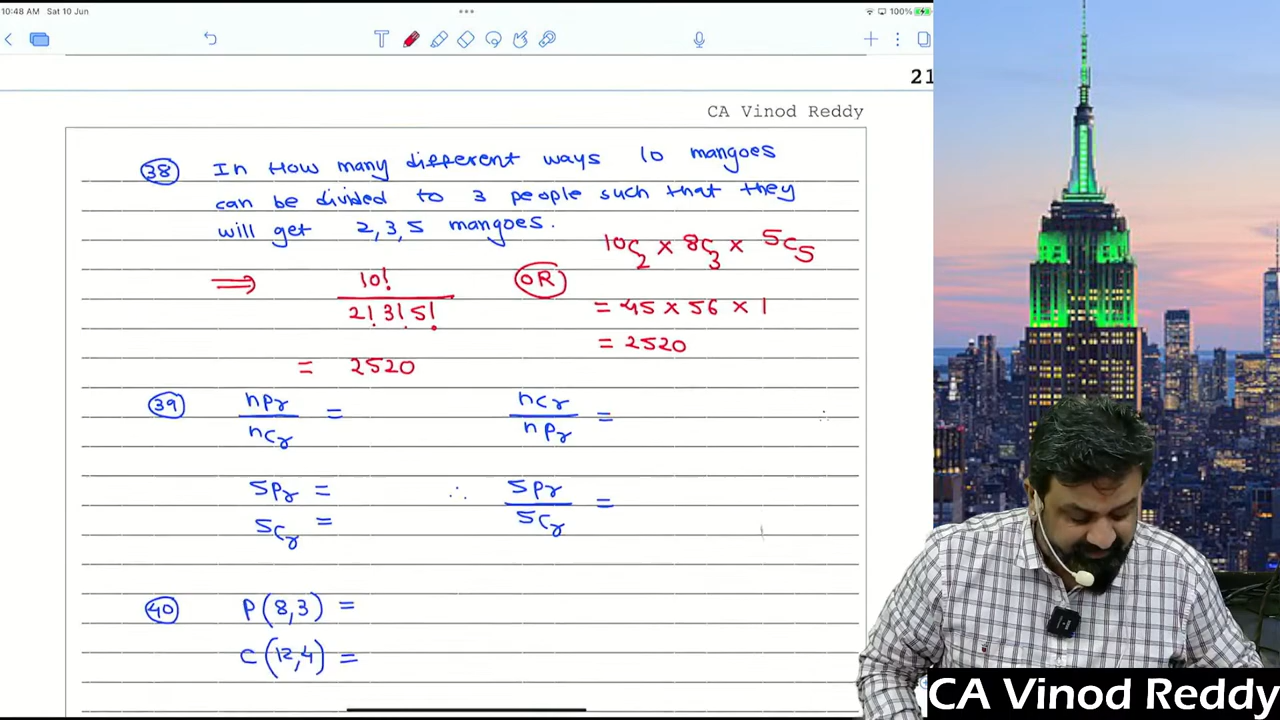 10:48 AM Sat 10 Jun
100%
21
CA Vinod Reddy
38 In How many different ways 10 mangoes
can be divided to 3 people such that they
will get 2,3,5 mangoes.
⟹ 10! / 2! 3! 5!
= 2520
OR
10C2 × 8C3 × 5C5
= 45 × 56 × 1
= 2520
39 nPr / nCr =
nCr / nPr =
5Pr =
5Cr =
∴ 5Pr / 5Cr =
40 P(8,3) =
C(12,4) =
CA Vinod Reddy